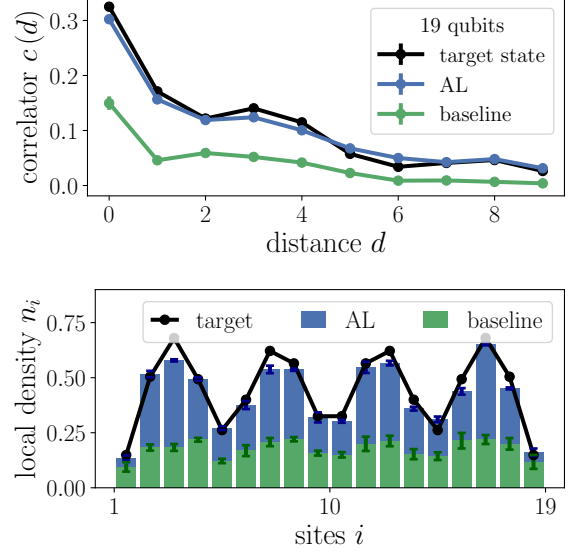 0.3
0.2
0.1
0.0
correlator c (d)
19 qubits
target state
AL
baseline
0 2 4 6 8
distance d
0.75
0.50
0.25
0.00
local density n_i
target AL baseline
1 10 19
sites i